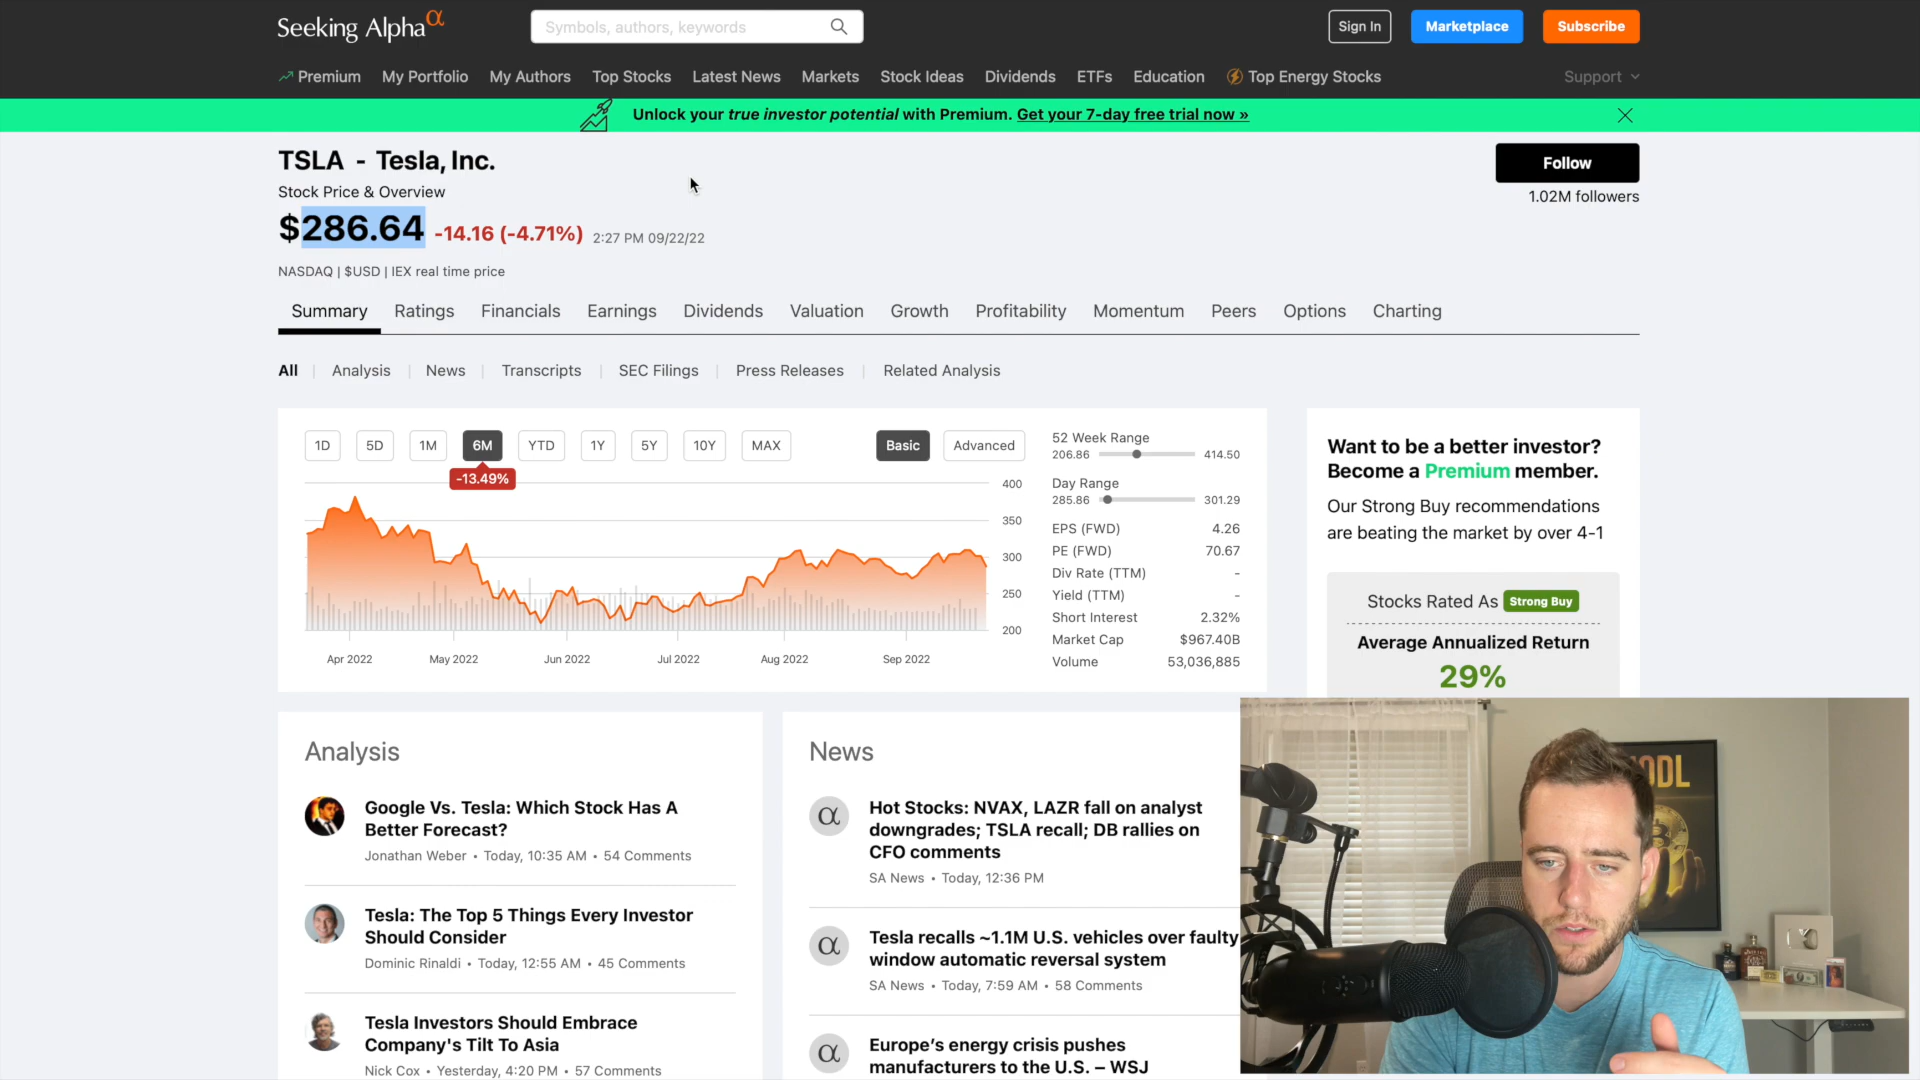 Seeking Alpha α
Symbols, authors, keywords
Sign In
Marketplace
Subscribe
Premium
My Portfolio
My Authors
Top Stocks
Latest News
Markets
Stock Ideas
Dividends
ETFs
Education
Top Energy Stocks
Support
Unlock your true investor potential with Premium. Get your 7-day free trial now »
TSLA - Tesla, Inc.
Follow
Stock Price & Overview
1.02M followers
$286.64 -14.16 (-4.71%) 2:27 PM 09/22/22
NASDAQ | $USD | IEX real time price
Summary
Ratings
Financials
Earnings
Dividends
Valuation
Growth
Profitability
Momentum
Peers
Options
Charting
All
Analysis
News
Transcripts
SEC Filings
Press Releases
Related Analysis
1D
5D
1M
6M
YTD
1Y
5Y
10Y
MAX
Basic
Advanced
-13.49%
400
350
300
250
200
Apr 2022
May 2022
Jun 2022
Jul 2022
Aug 2022
Sep 2022
52 Week Range
206.86 414.50
Day Range
285.86 301.29
EPS (FWD) 4.26
PE (FWD) 70.67
Div Rate (TTM) -
Yield (TTM) -
Short Interest 2.32%
Market Cap $967.40B
Volume 53,036,885
Want to be a better investor?
Become a Premium member.
Our Strong Buy recommendations
are beating the market by over 4-1
Stocks Rated As Strong Buy
Average Annualized Return
29%
Analysis
Google Vs. Tesla: Which Stock Has A
Better Forecast?
Jonathan Weber • Today, 10:35 AM • 54 Comments
Tesla: The Top 5 Things Every Investor
Should Consider
Dominic Rinaldi • Today, 12:55 AM • 45 Comments
Tesla Investors Should Embrace
Company's Tilt To Asia
Nick Cox • Yesterday, 4:20 PM • 57 Comments
News
α
Hot Stocks: NVAX, LAZR fall on analyst
downgrades; TSLA recall; DB rallies on
CFO comments
SA News • Today, 12:36 PM
α
Tesla recalls ~1.1M U.S. vehicles over faulty
window automatic reversal system
SA News • Today, 7:59 AM • 58 Comments
α
Europe's energy crisis pushes
manufacturers to the U.S. – WSJ
ODL